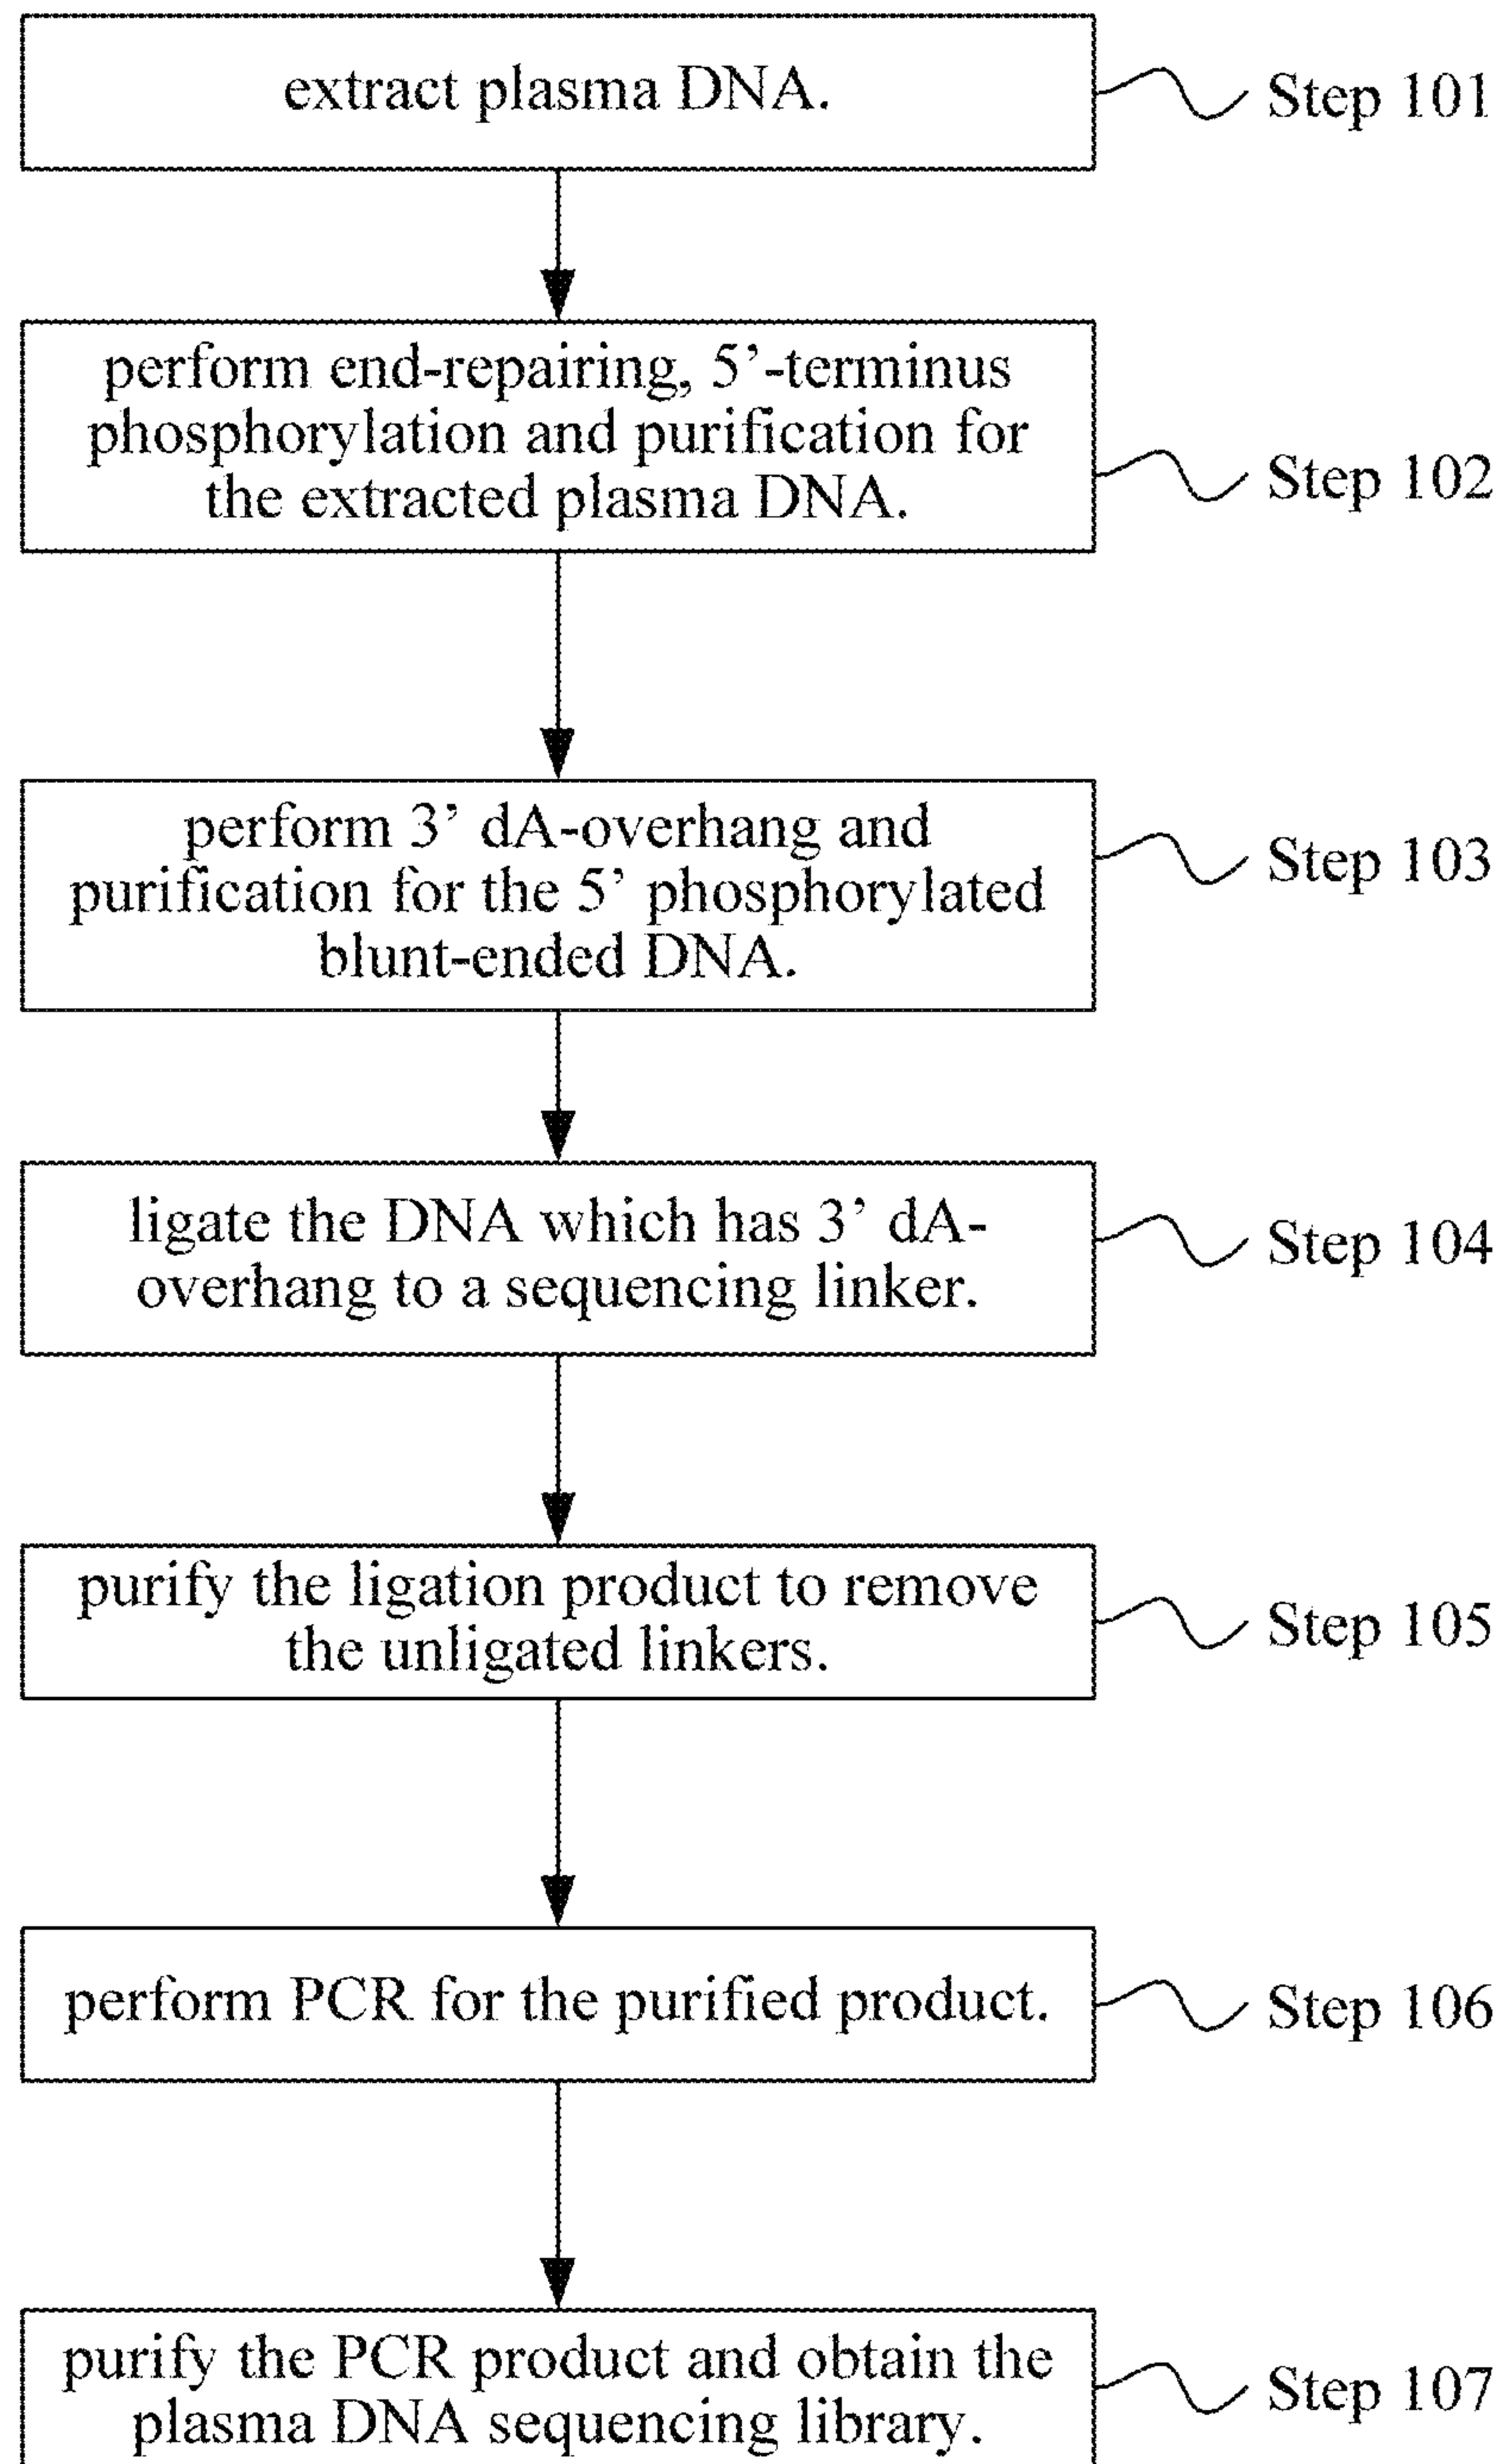 extract plasma DNA.
Step 101
perform end-repairing, 5’-terminus
phosphorylation and purification for
the extracted plasma DNA.
Step 102
perform 3’ dA-overhang and
purification for the 5’ phosphorylated
blunt-ended DNA.
Step 103
ligate the DNA which has 3’ dA-
overhang to a sequencing linker.
Step 104
purify the ligation product to remove
the unligated linkers.
Step 105
perform PCR for the purified product.
Step 106
purify the PCR product and obtain the
plasma DNA sequencing library.
Step 107